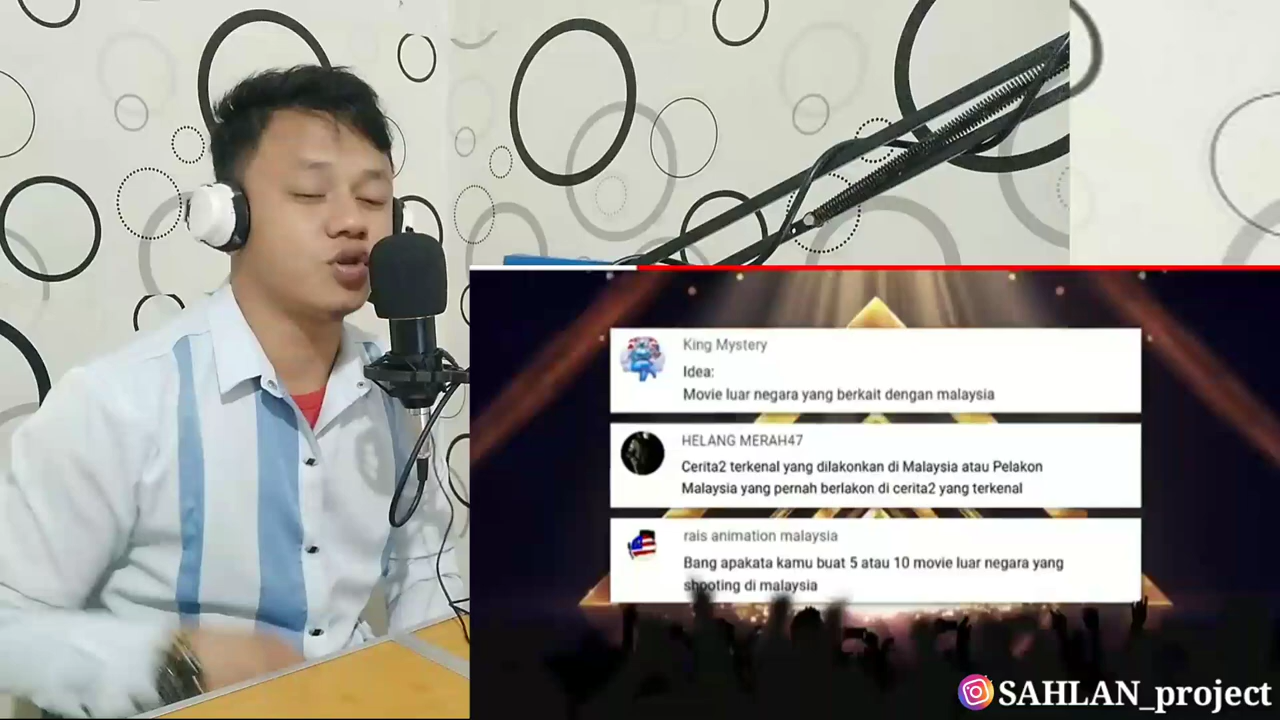 King Mystery
Idea:
Movie luar negara yang berkait dengan malaysia
HELANG MERAH47
Cerita2 terkenal yang dilakonkan di Malaysia atau Pelakon
Malaysia yang pernah berlakon di cerita2 yang terkenal
rais animation malaysia
Bang apakata kamu buat 5 atau 10 movie luar negara yang
shooting di malaysia
SAHLAN_project